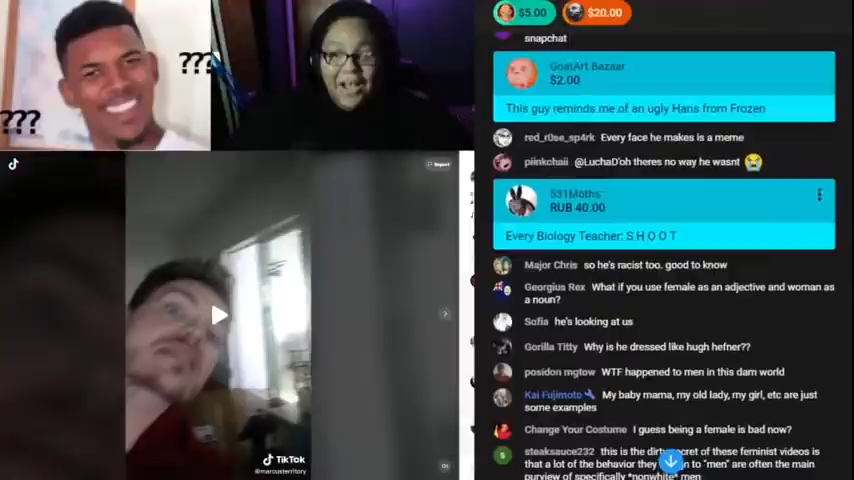 $5.00
$20.00
snapchat
GoatArt Bazaar
$2.00
This guy reminds me of an ugly Hans from Frozen
red_r0se_sp4rk Every face he makes is a meme
piinkchaii @LuchaD'oh theres no way he wasnt
531Moths
RUB 40.00
Every Biology Teacher: S H O O T
Major Chris so he's racist too. good to know
Georgius Rex What if you use female as an adjective and woman as
a noun?
Sofia he's looking at us
Gorilla Titty Why is he dressed like hugh hefner??
posidon mgtow WTF happened to men in this dam world
Kai Fujimoto My baby mama, my old lady, my girl, etc are just
some examples
Change Your Costume I guess being a female is bad now?
S steaksauce232 this is the dirty secret of these feminist videos is
that a lot of the behavior they to "men" are often the main
purview of specifically *nonwhite* men
???
???
Report
TikTok
@marcusterritory